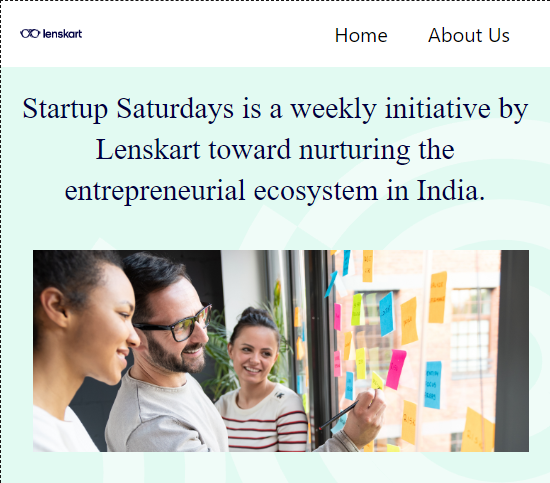 lenskart
Home
About Us
Startup Saturdays is a weekly initiative by
Lenskart toward nurturing the
entrepreneurial ecosystem in India.